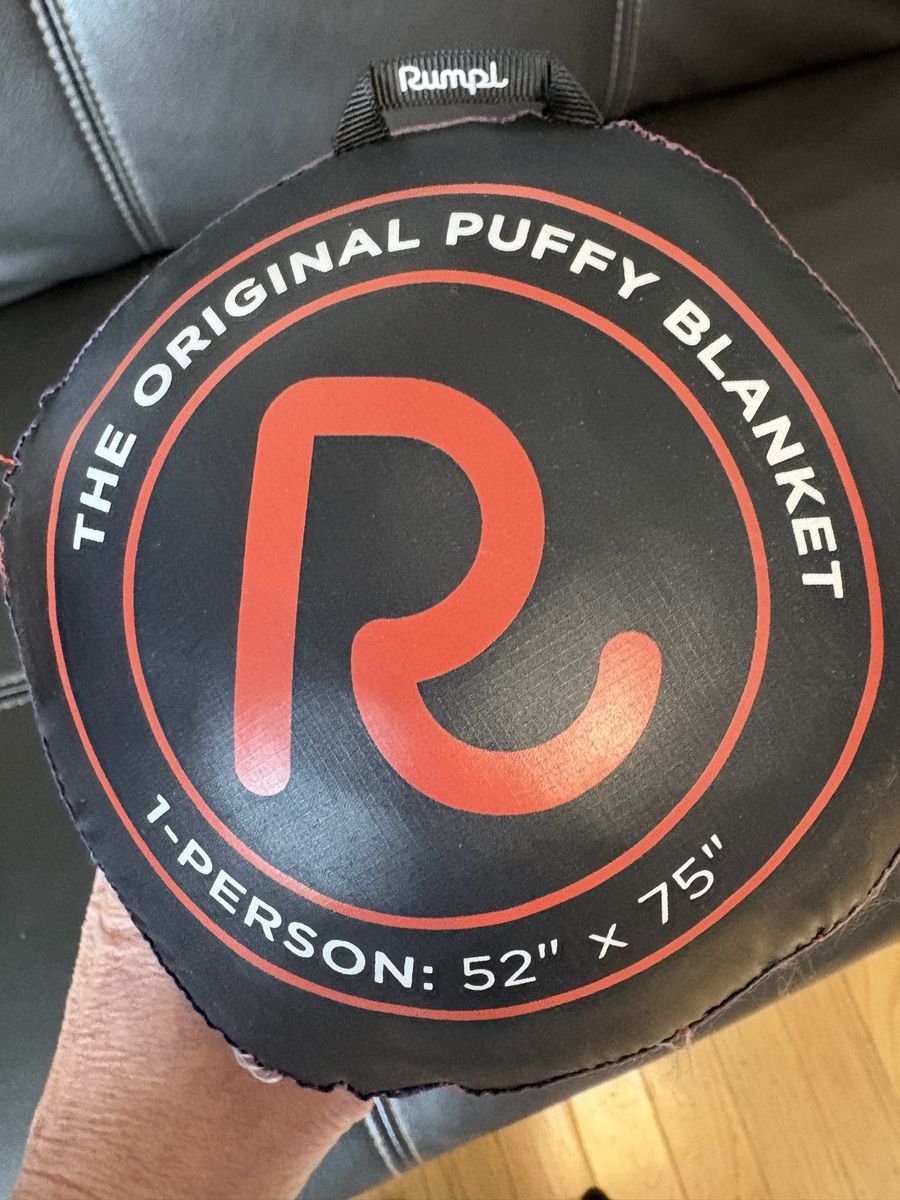 Rumpl
THE ORIGINAL PUFFY BLANKET
R
1-PERSON: 52" x 75"